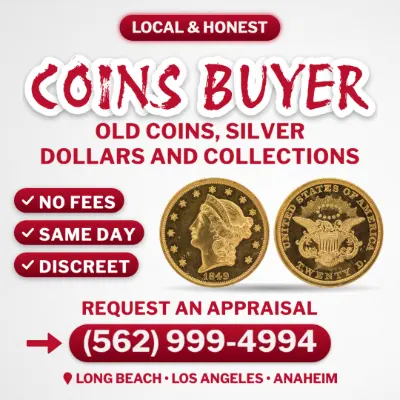 LOCAL & HONEST
COINS BUYER
OLD COINS, SILVER
DOLLARS AND COLLECTIONS
NO FEES
SAME DAY
DISCREET
1849
UNITED STATES OF AMERICA
TWENTY D.
REQUEST AN APPRAISAL
(562) 999-4994
LONG BEACH • LOS ANGELES • ANAHEIM